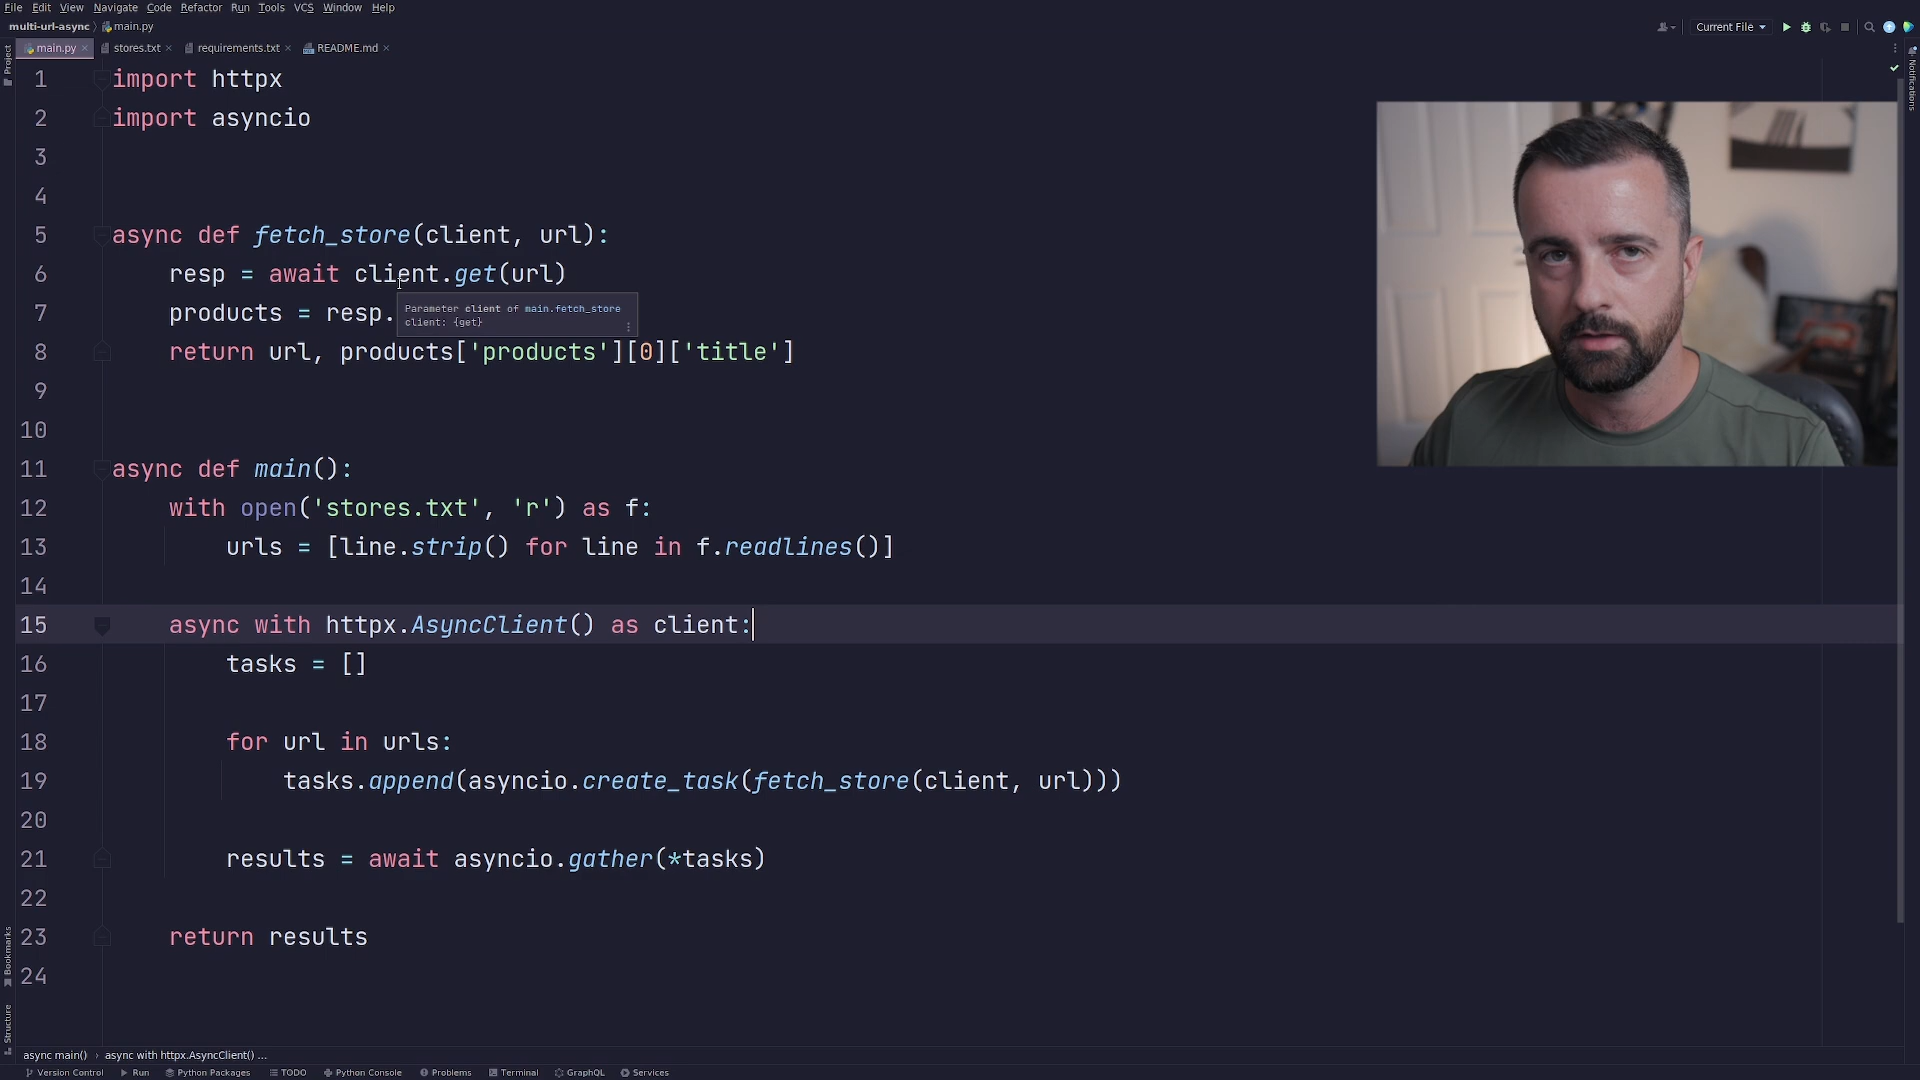 File Edit View Navigate Code Refactor Run Tools VCS Window Help
multi-url-async main.py
Current File
main.py stores.txt requirements.txt README.md
Project
Notifications
1 import httpx
2 import asyncio
3
4
5 async def fetch_store(client, url):
6 resp = await client.get(url)
7 products = resp.
Parameter client of main.fetch_store
client: {get}
8 return url, products['products'][0]['title']
9
10
11 async def main():
12 with open('stores.txt', 'r') as f:
13 urls = [line.strip() for line in f.readlines()]
14
15 async with httpx.AsyncClient() as client:
16 tasks = []
17
18 for url in urls:
19 tasks.append(asyncio.create_task(fetch_store(client, url)))
20
21 results = await asyncio.gather(*tasks)
22
23 return results
24
Bookmarks
Structure
async main() › async with httpx.AsyncClient() ...
Version Control Run Python Packages TODO Python Console Problems Terminal GraphQL Services